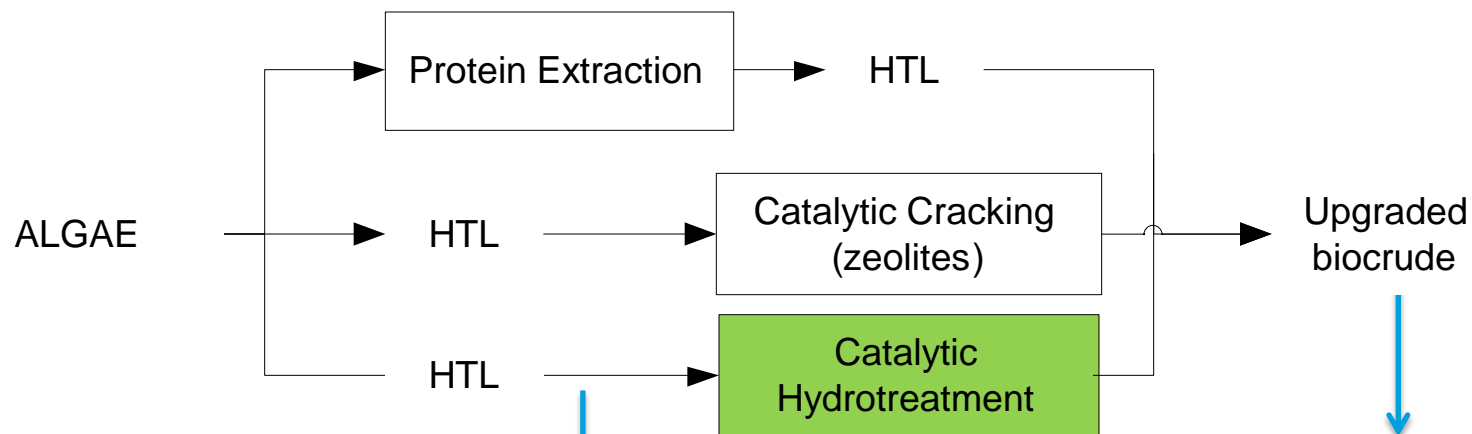 Protein Extraction
HTL
ALGAE
HTL
Catalytic Cracking
(zeolites)
Upgraded
biocrude
HTL
Catalytic
Hydrotreatment